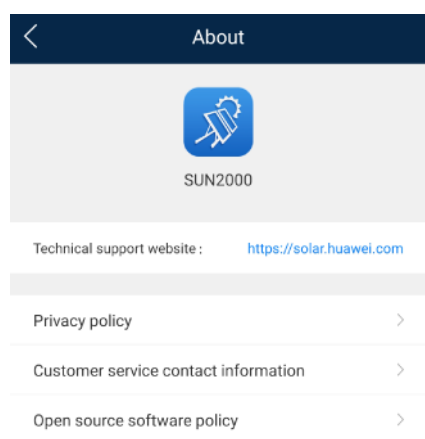 About
SUN2000
Technical support website : https://solar.huawei.com
Privacy policy
Customer service contact information
Open source software policy